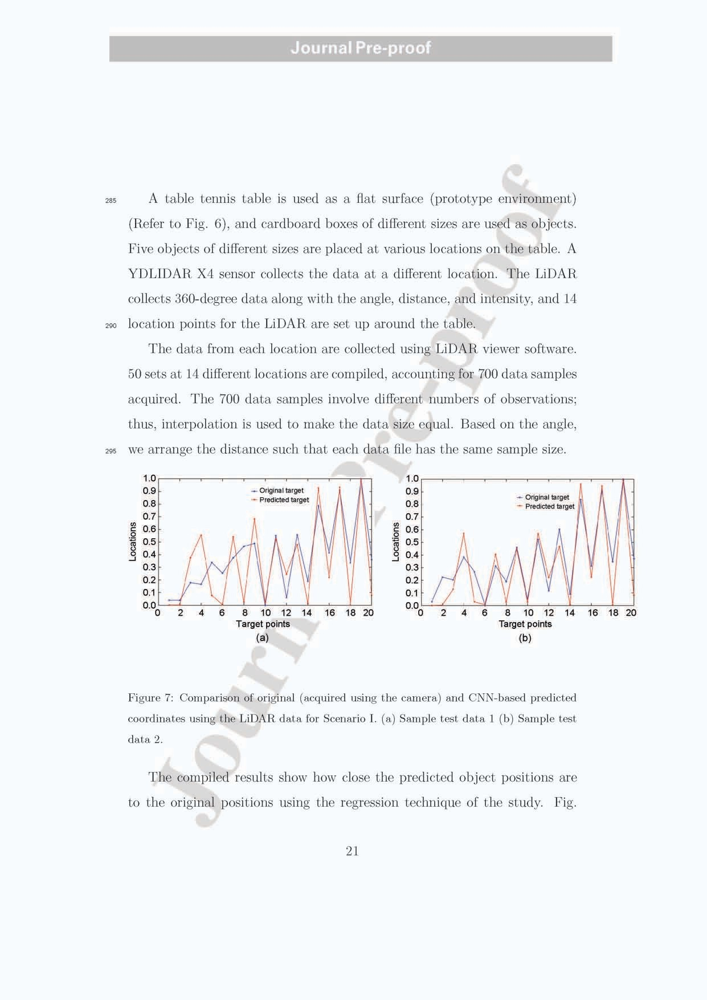 Journal Pre-proof
285 A table tennis table is used as a flat surface (prototype environment)
(Refer to Fig. 6), and cardboard boxes of different sizes are used as objects.
Five objects of different sizes are placed at various locations on the table. A
YDLIDAR X4 sensor collects the data at a different location. The LiDAR
collects 360-degree data along with the angle, distance, and intensity, and 14
290 location points for the LiDAR are set up around the table.
The data from each location are collected using LiDAR viewer software.
50 sets at 14 different locations are compiled, accounting for 700 data samples
acquired. The 700 data samples involve different numbers of observations;
thus, interpolation is used to make the data size equal. Based on the angle,
295 we arrange the distance such that each data file has the same sample size.
1.0
0.9
0.8
0.7
0.6
0.5
0.4
0.3
0.2
0.1
0.0
Locations
Original target
Predicted target
0 2 4 6 8 10 12 14 16 18 20
Target points
(a)
1.0
0.9
0.8
0.7
0.6
0.5
0.4
0.3
0.2
0.1
0.0
Locations
Original target
Predicted target
0 2 4 6 8 10 12 14 16 18 20
Target points
(b)
Figure 7: Comparison of original (acquired using the camera) and CNN-based predicted
coordinates using the LiDAR data for Scenario I. (a) Sample test data 1 (b) Sample test
data 2.
The compiled results show how close the predicted object positions are
to the original positions using the regression technique of the study. Fig.
21
Journal Pre-proof